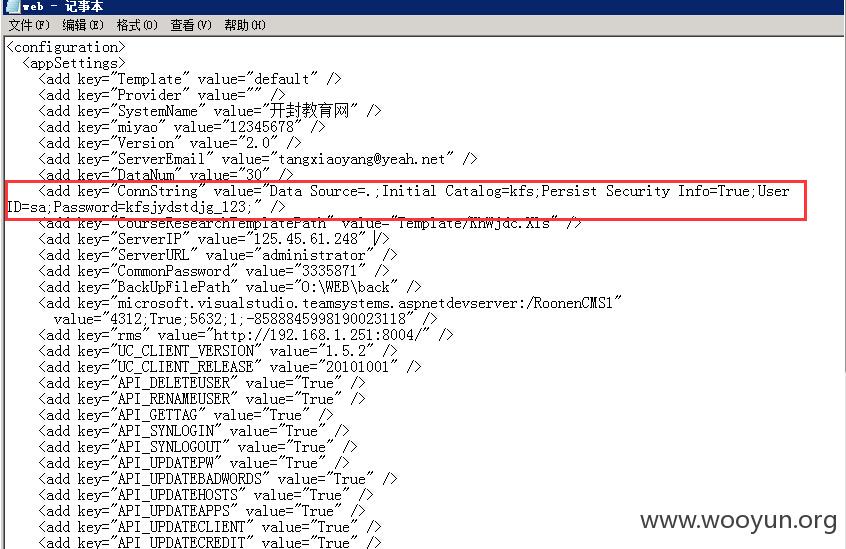 web - 记事本
文件(F) 编辑(E) 格式(O) 查看(V) 帮助(H)
<configuration>
<appSettings>
<add key="Template" value="default" />
<add key="Provider" value="" />
<add key="SystemName" value="开封教育网" />
<add key="miyao" value="12345678" />
<add key="Version" value="2.0" />
<add key="ServerEmail" value="tangxiaoyang@yeah.net" />
<add key="DataNum" value="30" />
<add key="ConnString" value="Data Source=.;Initial Catalog=kfs;Persist Security Info=True;User
ID=sa;Password=kfsjydstdjg_123;" />
<add key="CourseResearchTemplatePath" value="Template/KhWjdc.Xls" />
<add key="ServerIP" value="125.45.61.248" />
<add key="ServerURL" value="administrator" />
<add key="CommonPassword" value="3335871" />
<add key="BackUpFilePath" value="O:\WEB\back" />
<add key="microsoft.visualstudio.teamsystems.aspnetdevserver:/RoonenCMS1"
value="4312;True;5632;1;-8588845998190023118" />
<add key="rms" value="http://192.168.1.251:8004/" />
<add key="UC_CLIENT_VERSION" value="1.5.2" />
<add key="UC_CLIENT_RELEASE" value="20101001" />
<add key="API_DELETEUSER" value="True" />
<add key="API_RENAMEUSER" value="True" />
<add key="API_GETTAG" value="True" />
<add key="API_SYNLOGIN" value="True" />
<add key="API_SYNLOGOUT" value="True" />
<add key="API_UPDATEPW" value="True" />
<add key="API_UPDATEBADWORDS" value="True" />
<add key="API_UPDATEHOSTS" value="True" />
<add key="API_UPDATEAPPS" value="True" />
<add key="API_UPDATECLIENT" value="True" />
<add key="API_UPDATECREDIT" value="True" />
www.wooyun.org